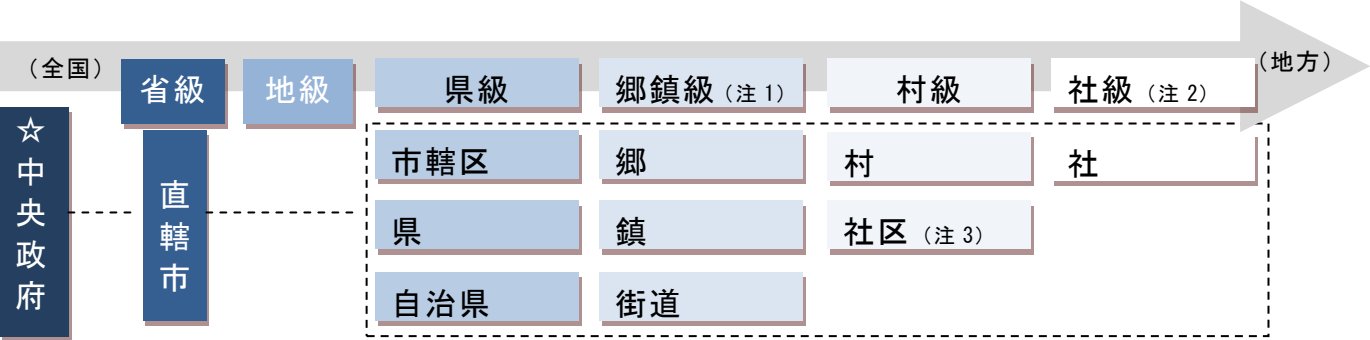 （全国）
省級
地級
県級
郷鎮級（注 1）
村級
社級（注 2）
（地方）
☆中央政府
直轄市
市轄区
郷
村
社
県
鎮
社区（注 3）
自治県
街道